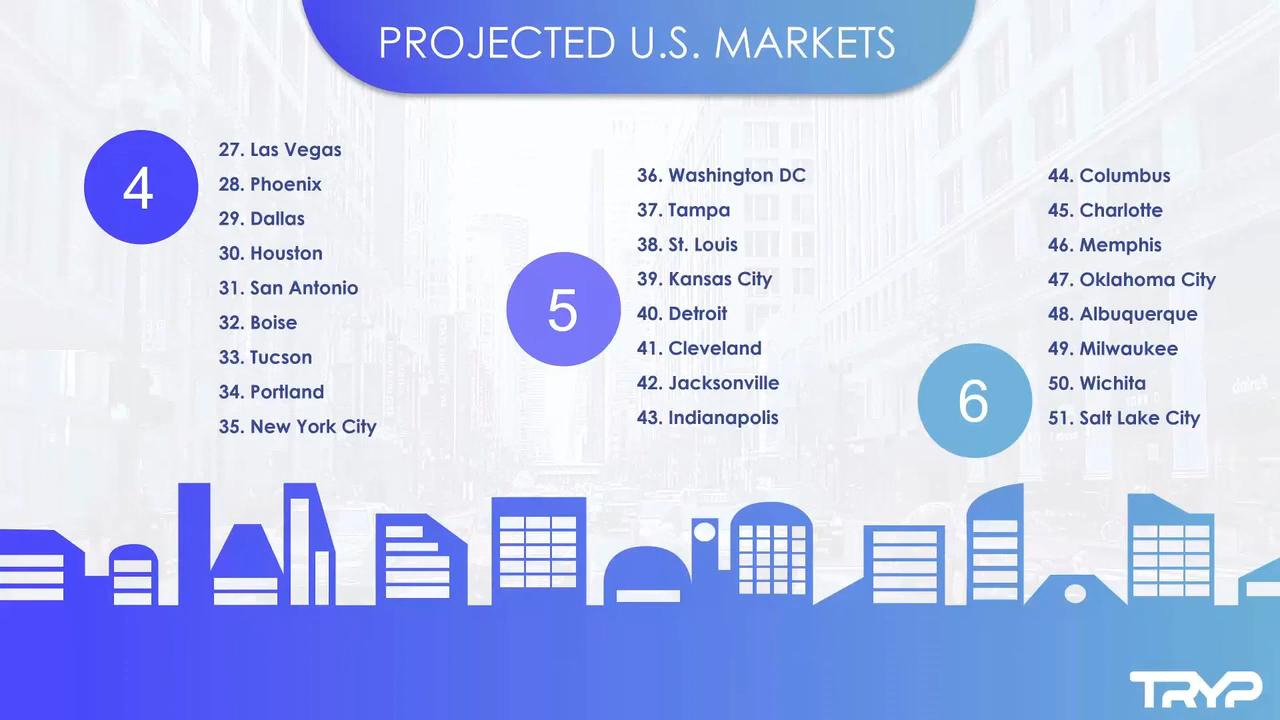 PROJECTED U.S. MARKETS
4
27. Las Vegas
28. Phoenix
29. Dallas
30. Houston
31. San Antonio
32. Boise
33. Tucson
34. Portland
35. New York City
5
36. Washington DC
37. Tampa
38. St. Louis
39. Kansas City
40. Detroit
41. Cleveland
42. Jacksonville
43. Indianapolis
6
44. Columbus
45. Charlotte
46. Memphis
47. Oklahoma City
48. Albuquerque
49. Milwaukee
50. Wichita
51. Salt Lake City
TRYP